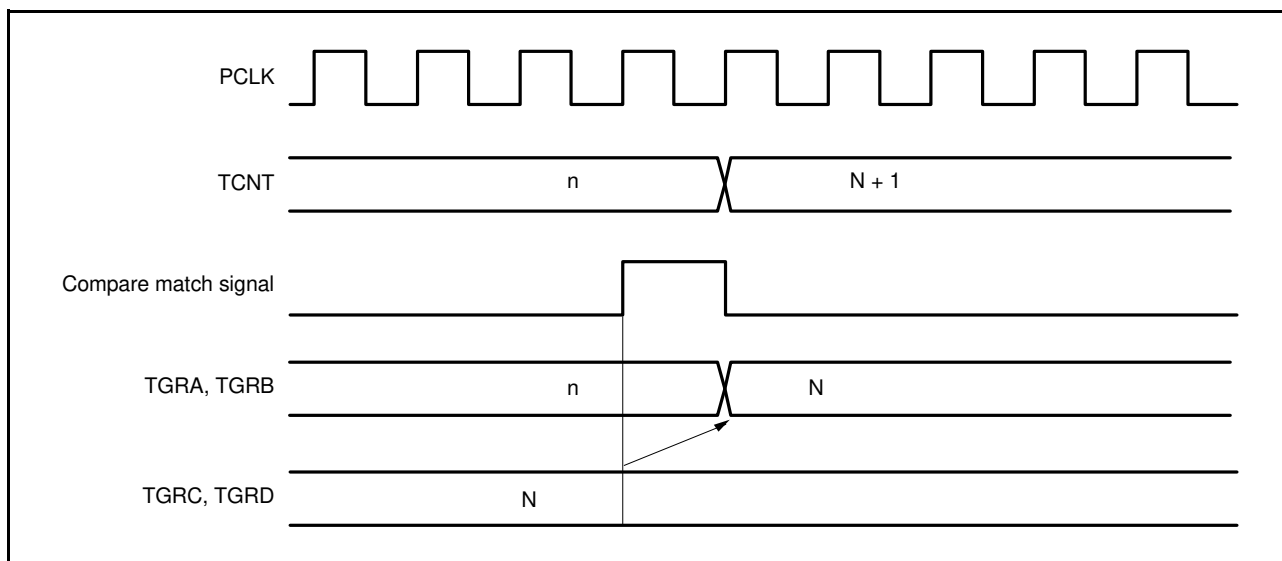 PCLK
TCNT n N + 1
Compare match signal
TGRA, TGRB n N
TGRC, TGRD N